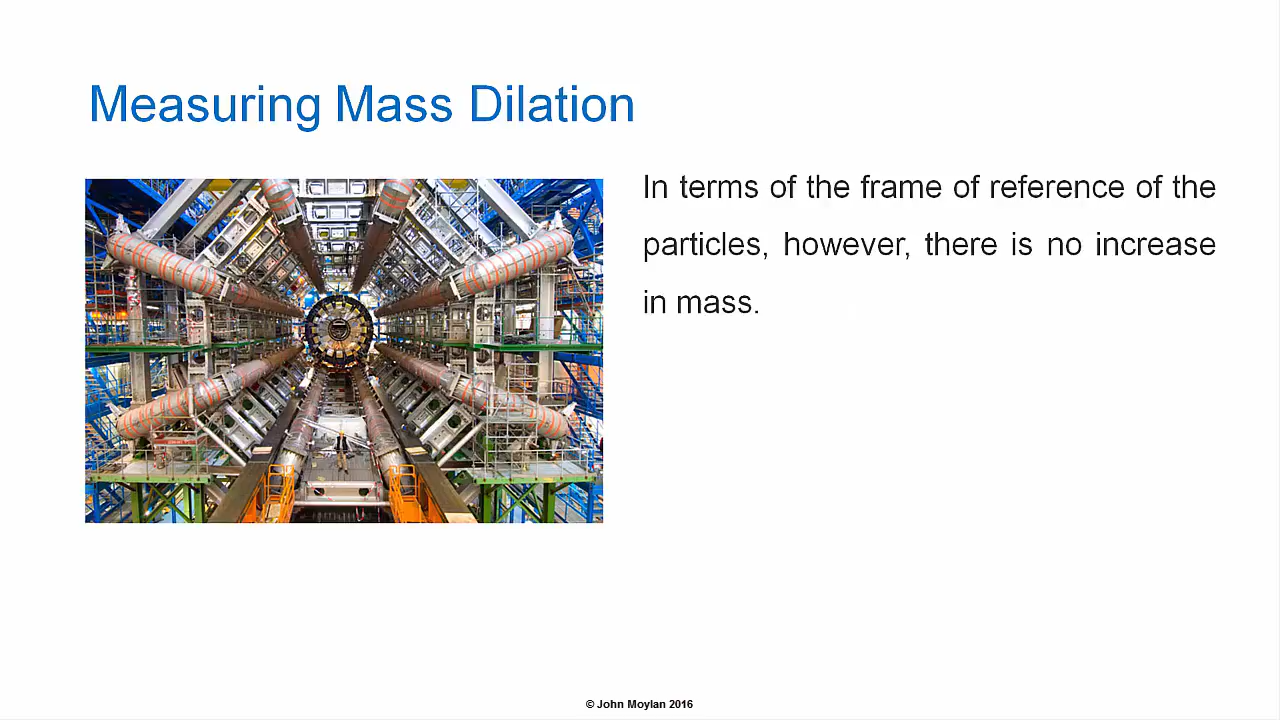 Measuring Mass Dilation
In terms of the frame of reference of the
particles, however, there is no increase
in mass.
© John Moylan 2016